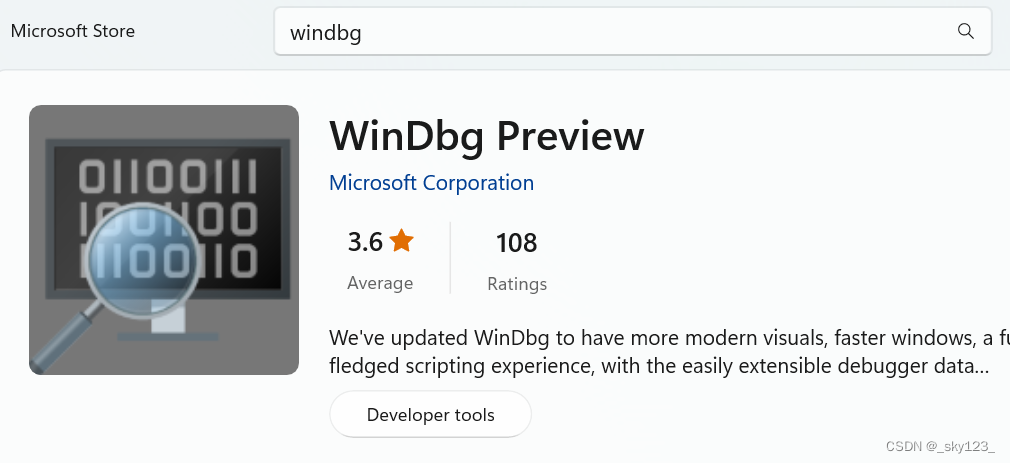 Microsoft Store
windbg
01100111
WinDbg Preview
Microsoft Corporation
3.6
108
Average
Ratings
We've updated WinDbg to have more modern visuals, faster windows, a fu
fledged scripting experience, with the easily extensible debugger data...
Developer tools
CSDN @_sky123_